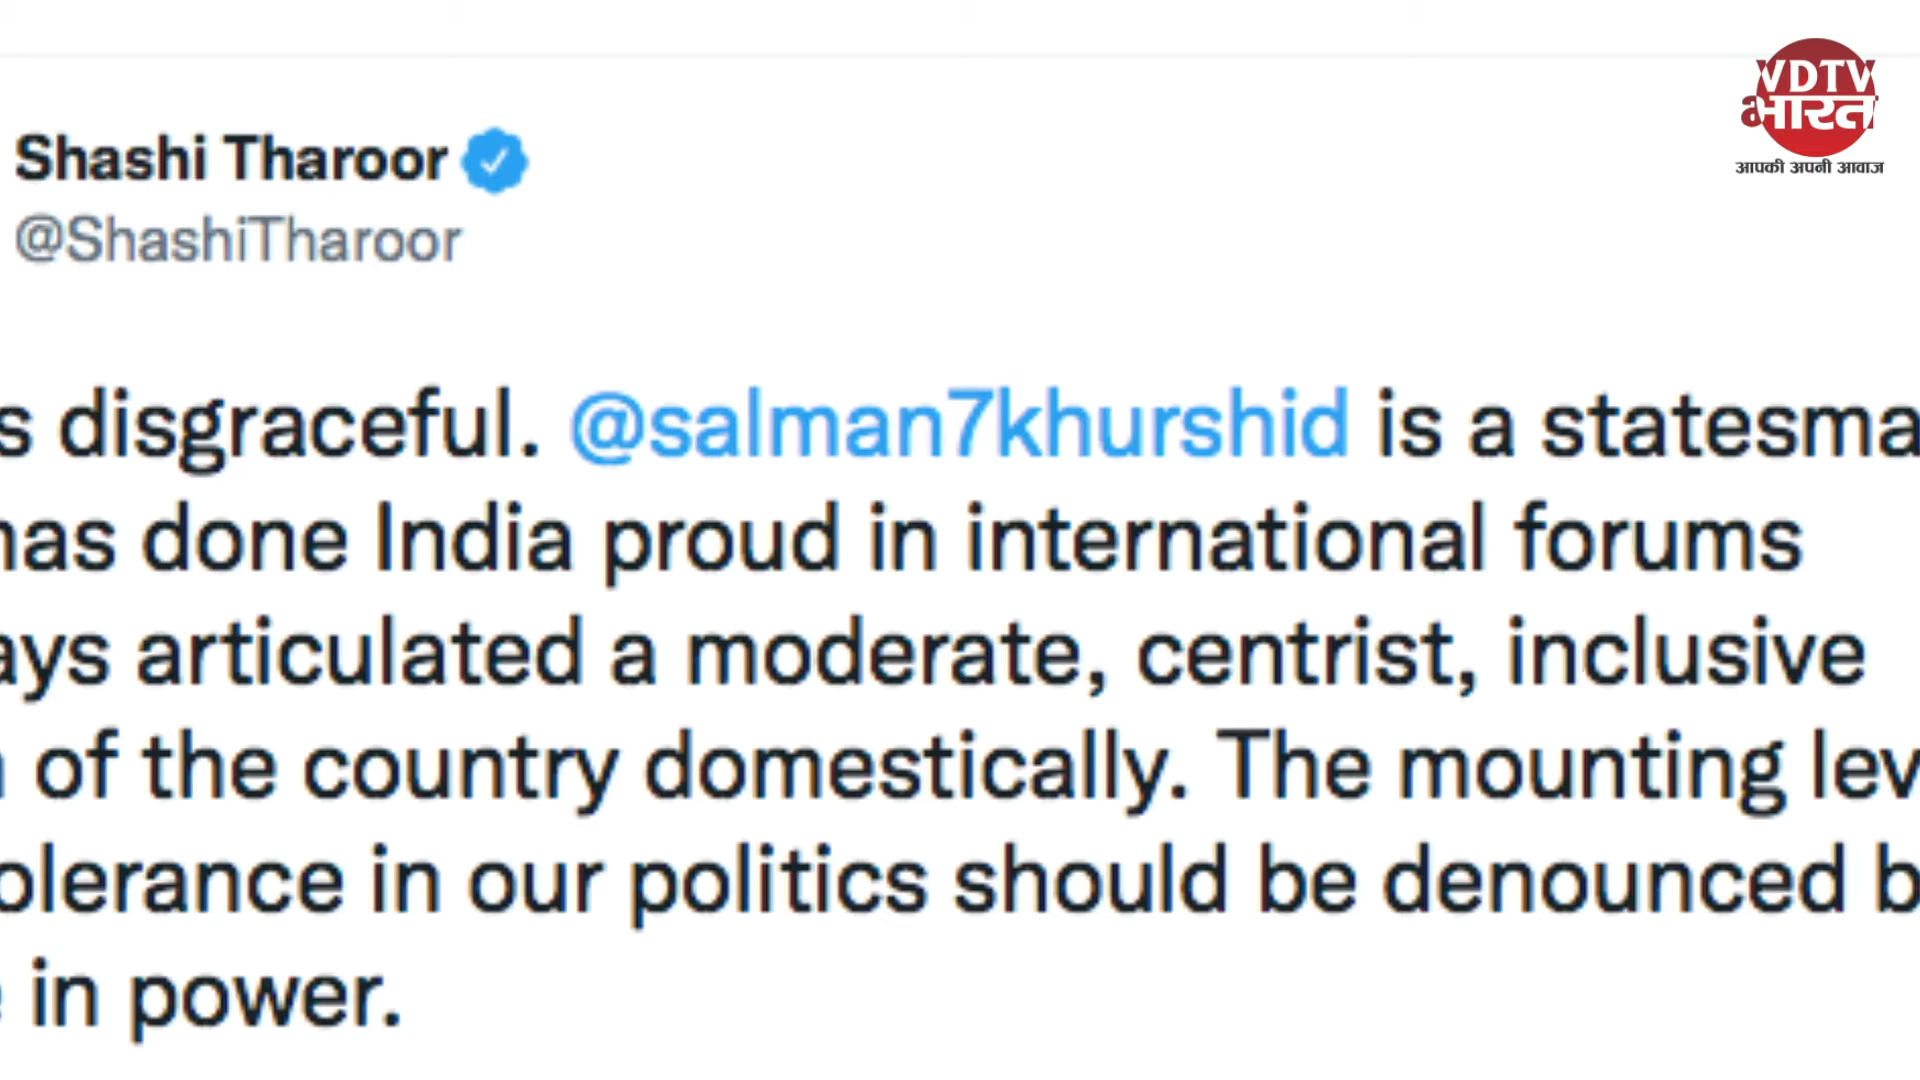 VDTV
भारत
आपकी अपनी आवाज
Shashi Tharoor
@ShashiTharoor
s disgraceful. @salman7khurshid is a statesma
has done India proud in international forums
ays articulated a moderate, centrist, inclusive
of the country domestically. The mounting lev
olerance in our politics should be denounced b
in power.